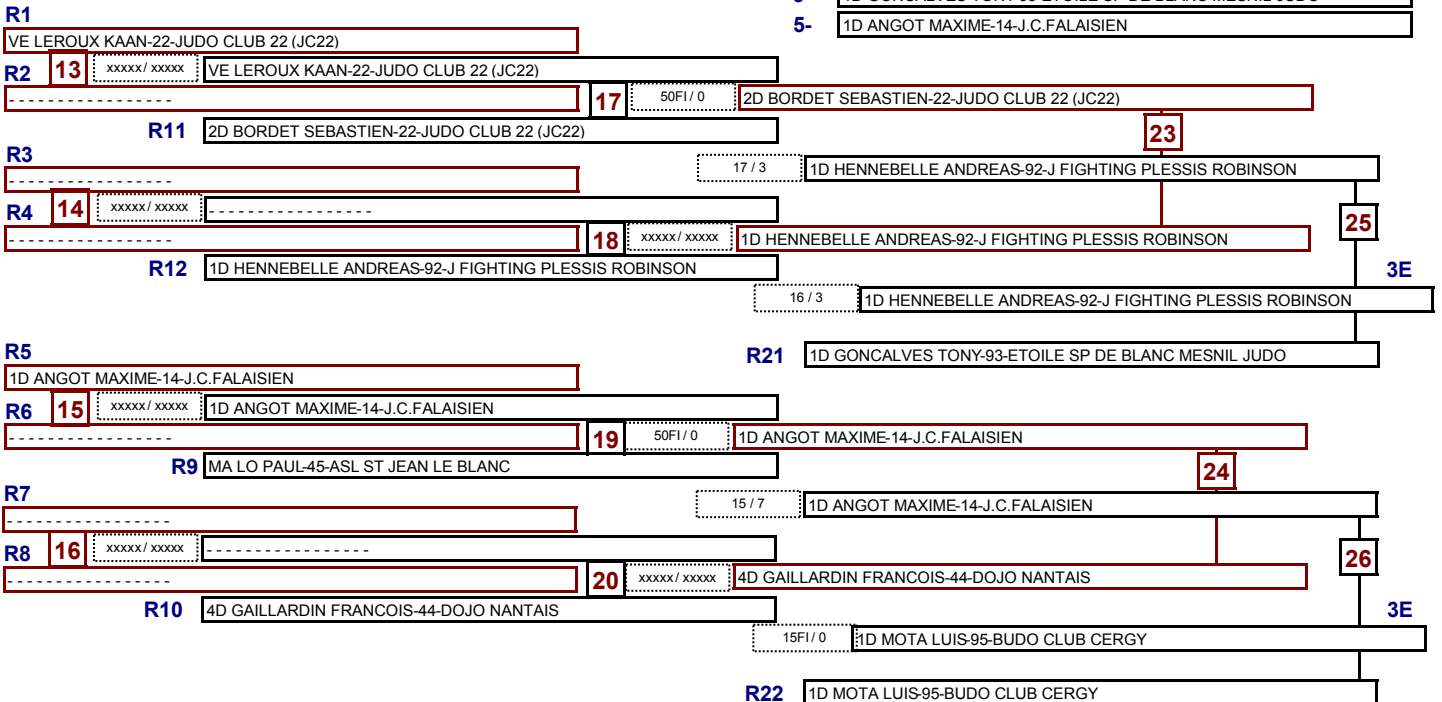 R1
5- 1D ANGOT MAXIME-14-J.C.FALAISIEN
VE LEROUX KAAN-22-JUDO CLUB 22 (JC22)
R2 13 xxxxx / xxxxx VE LEROUX KAAN-22-JUDO CLUB 22 (JC22)
- - - - - - - - - - - - - - - - - 17 50FI / 0 2D BORDET SEBASTIEN-22-JUDO CLUB 22 (JC22)
R11 2D BORDET SEBASTIEN-22-JUDO CLUB 22 (JC22) 23
R3
17 / 3 1D HENNEBELLE ANDREAS-92-J FIGHTING PLESSIS ROBINSON
- - - - - - - - - - - - - - - - -
R4 14 xxxxx / xxxxx - - - - - - - - - - - - - - - - - 25
- - - - - - - - - - - - - - - - - 18 xxxxx / xxxxx 1D HENNEBELLE ANDREAS-92-J FIGHTING PLESSIS ROBINSON
R12 1D HENNEBELLE ANDREAS-92-J FIGHTING PLESSIS ROBINSON 3E
16 / 3 1D HENNEBELLE ANDREAS-92-J FIGHTING PLESSIS ROBINSON
R5 R21 1D GONCALVES TONY-93-ETOILE SP DE BLANC MESNIL JUDO
1D ANGOT MAXIME-14-J.C.FALAISIEN
R6 15 xxxxx / xxxxx 1D ANGOT MAXIME-14-J.C.FALAISIEN
- - - - - - - - - - - - - - - - - 19 50FI / 0 1D ANGOT MAXIME-14-J.C.FALAISIEN
R9 MA LO PAUL-45-ASL ST JEAN LE BLANC 24
R7
15 / 7 1D ANGOT MAXIME-14-J.C.FALAISIEN
- - - - - - - - - - - - - - - - -
R8 16 xxxxx / xxxxx - - - - - - - - - - - - - - - - - 26
- - - - - - - - - - - - - - - - - 20 xxxxx / xxxxx 4D GAILLARDIN FRANCOIS-44-DOJO NANTAIS
R10 4D GAILLARDIN FRANCOIS-44-DOJO NANTAIS 3E
15FI / 0 1D MOTA LUIS-95-BUDO CLUB CERGY
R22 1D MOTA LUIS-95-BUDO CLUB CERGY